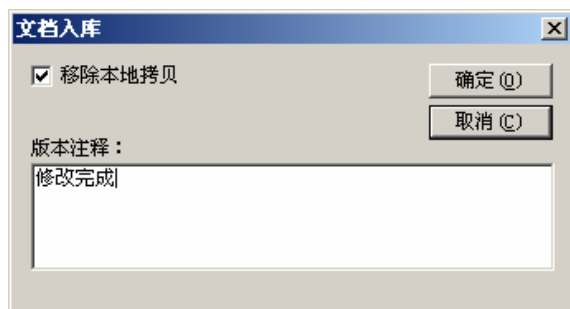 文档入库
移除本地拷贝
确定(O)
取消(C)
版本注释：
修改完成